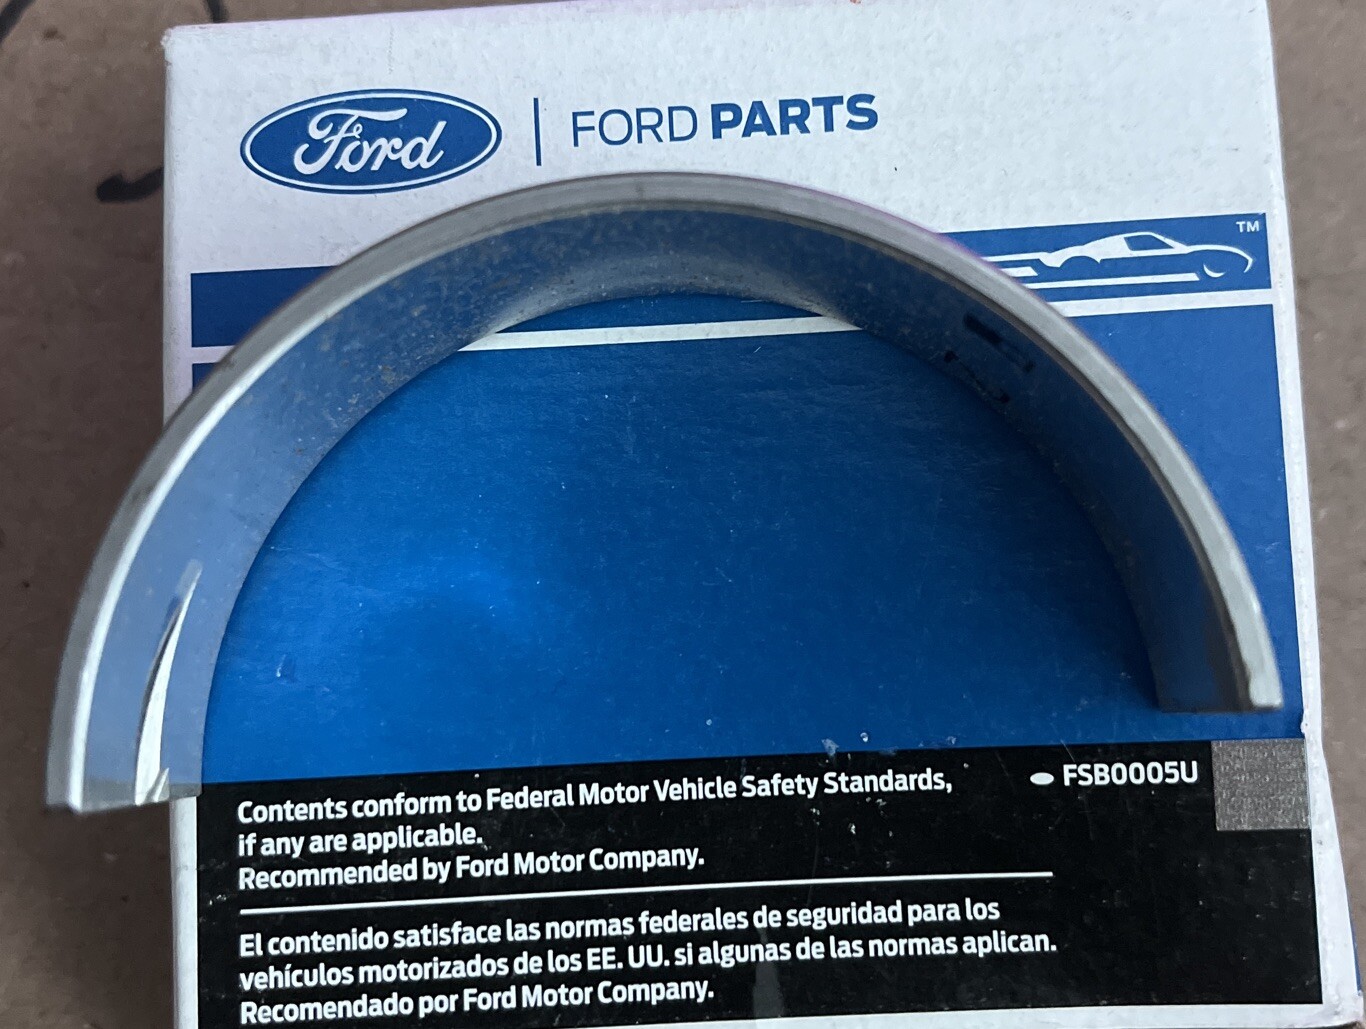 Ford | FORD PARTS
TM
FSB0005U
Contents conform to Federal Motor Vehicle Safety Standards,
if any are applicable.
Recommended by Ford Motor Company.
El contenido satisface las normas federales de seguridad para los
vehículos motorizados de los EE. UU. si algunas de las normas aplican.
Recomendado por Ford Motor Company.